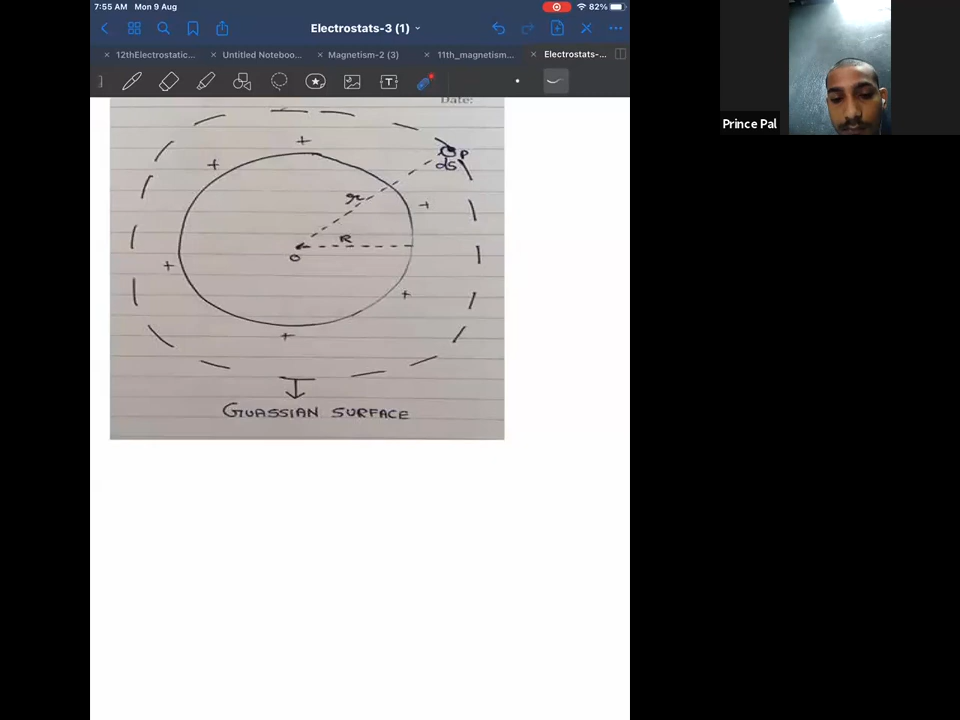 7:55 AM Mon 9 Aug
82%
Electrostats-3 (1)
12thElectrostatic...
Untitled Noteboo...
Magnetism-2 (3)
11th_magnetism...
Electrostats-...
T
Date:
+
+
P
ds
r
+
R
O
+
+
+
GUASSIAN SURFACE
Prince Pal